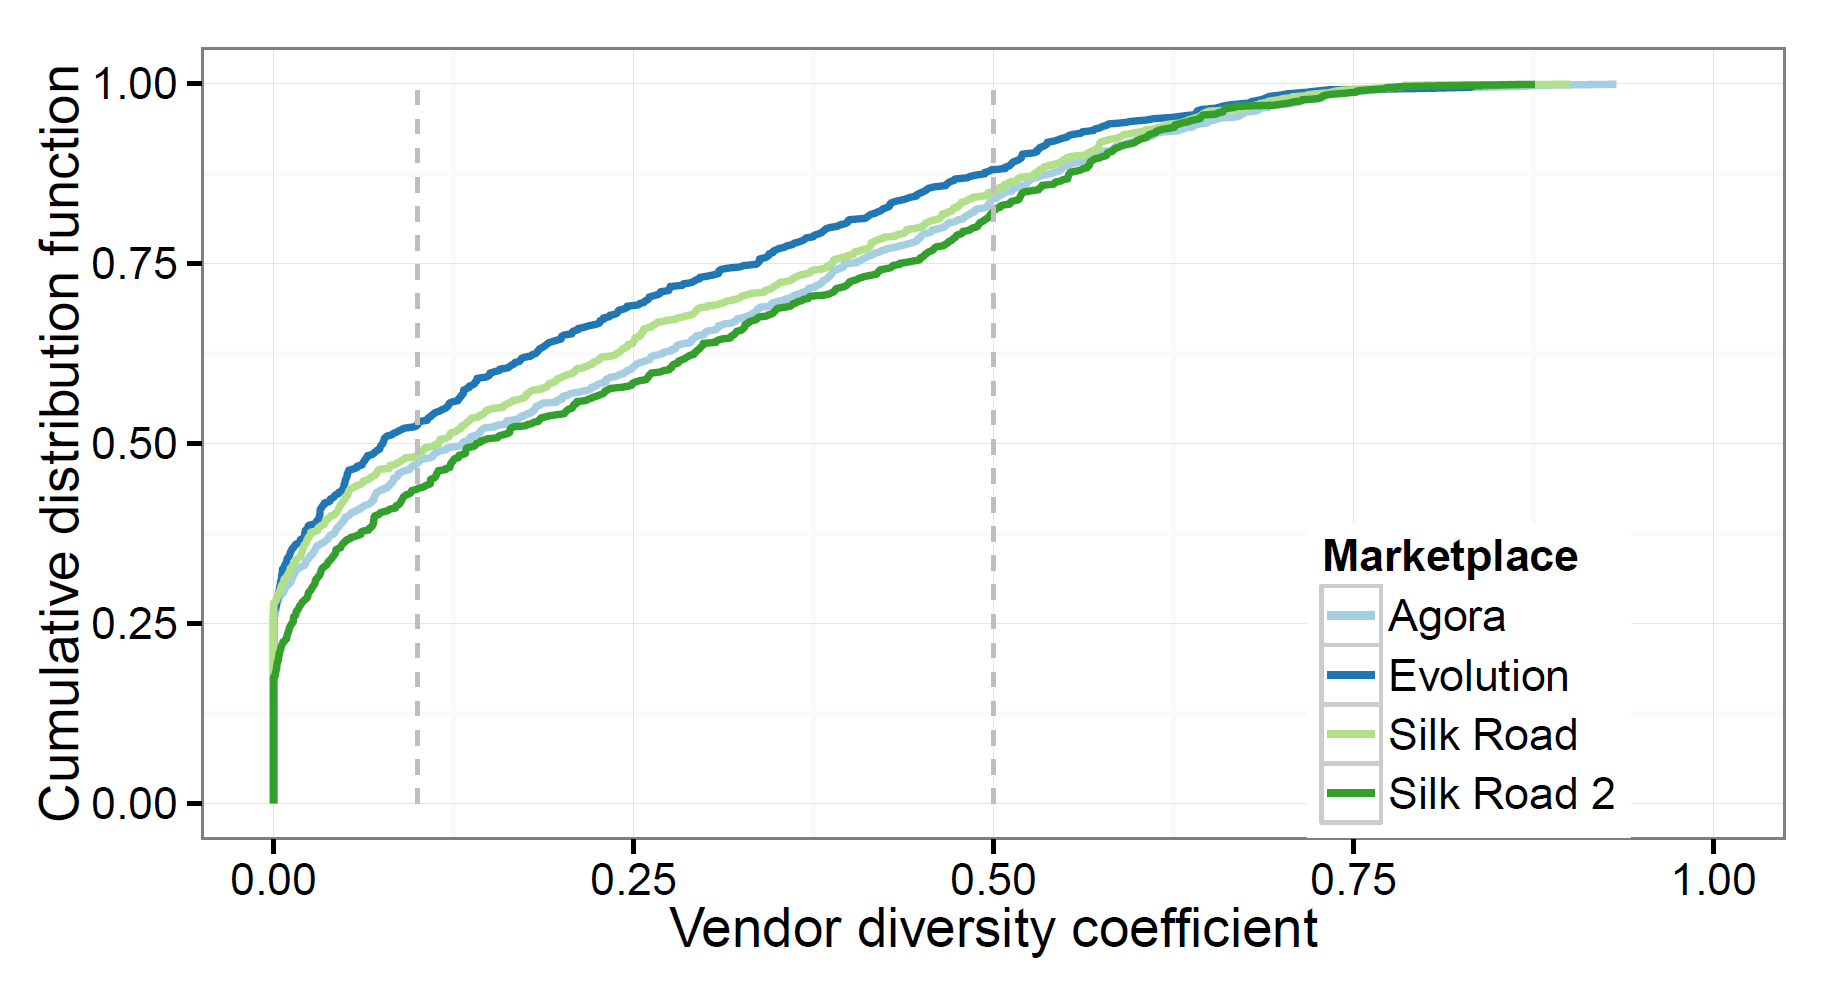 Cumulative distribution function
1.00
0.75
0.50
0.25
0.00
Marketplace
Agora
Evolution
Silk Road
Silk Road 2
0.00 0.25 0.50 0.75 1.00
Vendor diversity coefficient